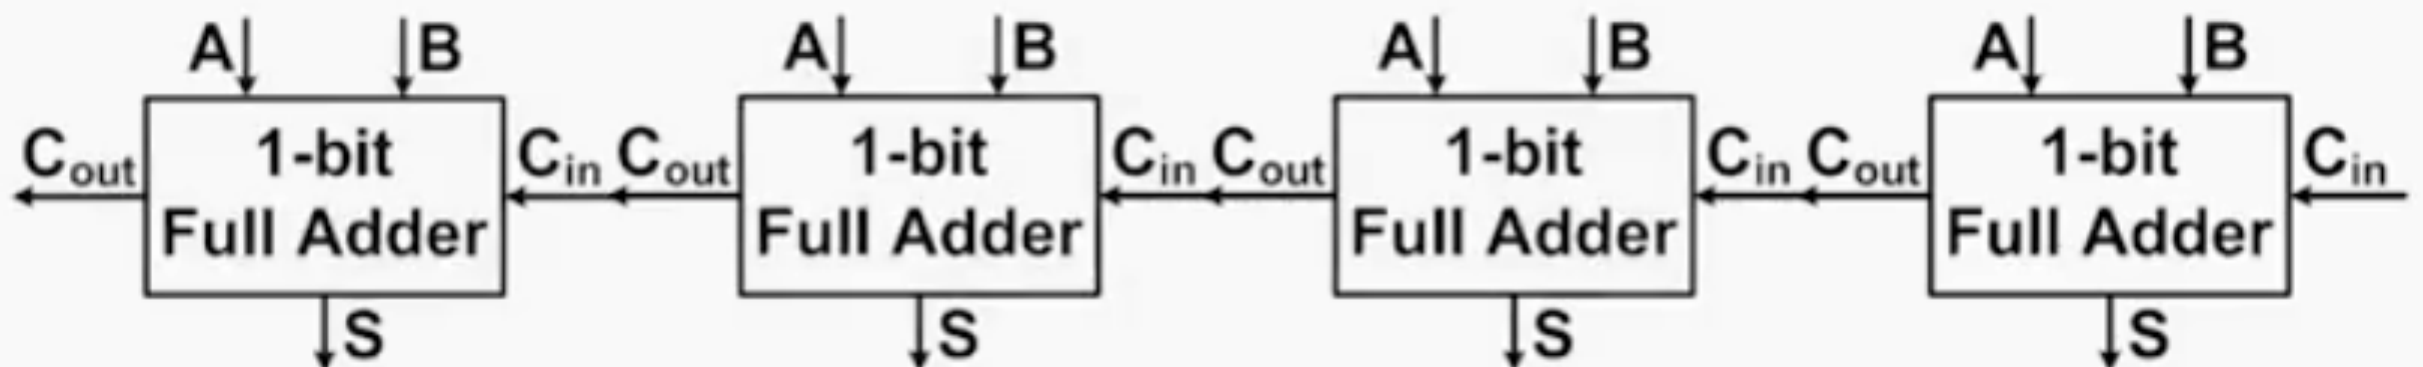 A B A B A B A B
Cout 1-bit Cin Cout 1-bit Cin Cout 1-bit Cin Cout 1-bit Cin
Full Adder Full Adder Full Adder Full Adder
S S S S